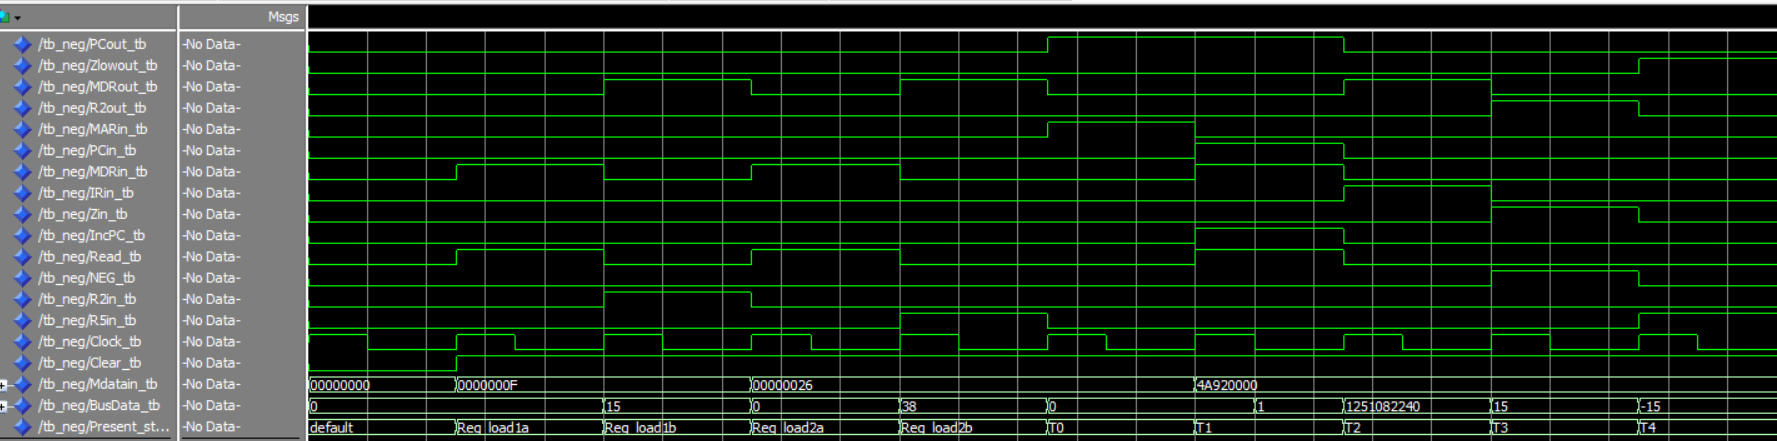 Msgs
/tb_neg/PCout_tb -No Data-
/tb_neg/Zlowout_tb -No Data-
/tb_neg/MDRout_tb -No Data-
/tb_neg/R2out_tb -No Data-
/tb_neg/MARin_tb -No Data-
/tb_neg/PCin_tb -No Data-
/tb_neg/MDRin_tb -No Data-
/tb_neg/IRin_tb -No Data-
/tb_neg/Zin_tb -No Data-
/tb_neg/IncPC_tb -No Data-
/tb_neg/Read_tb -No Data-
/tb_neg/NEG_tb -No Data-
/tb_neg/R2in_tb -No Data-
/tb_neg/R5in_tb -No Data-
/tb_neg/Clock_tb -No Data-
/tb_neg/Clear_tb -No Data-
/tb_neg/Mdatain_tb -No Data- 00000000 0000000F 00000026 4A920000
/tb_neg/BusData_tb -No Data- 0 15 0 38 0 1 1251082240 15 -15
/tb_neg/Present_st... -No Data- default Reg_load1a Reg_load1b Reg_load2a Reg_load2b T0 T1 T2 T3 T4